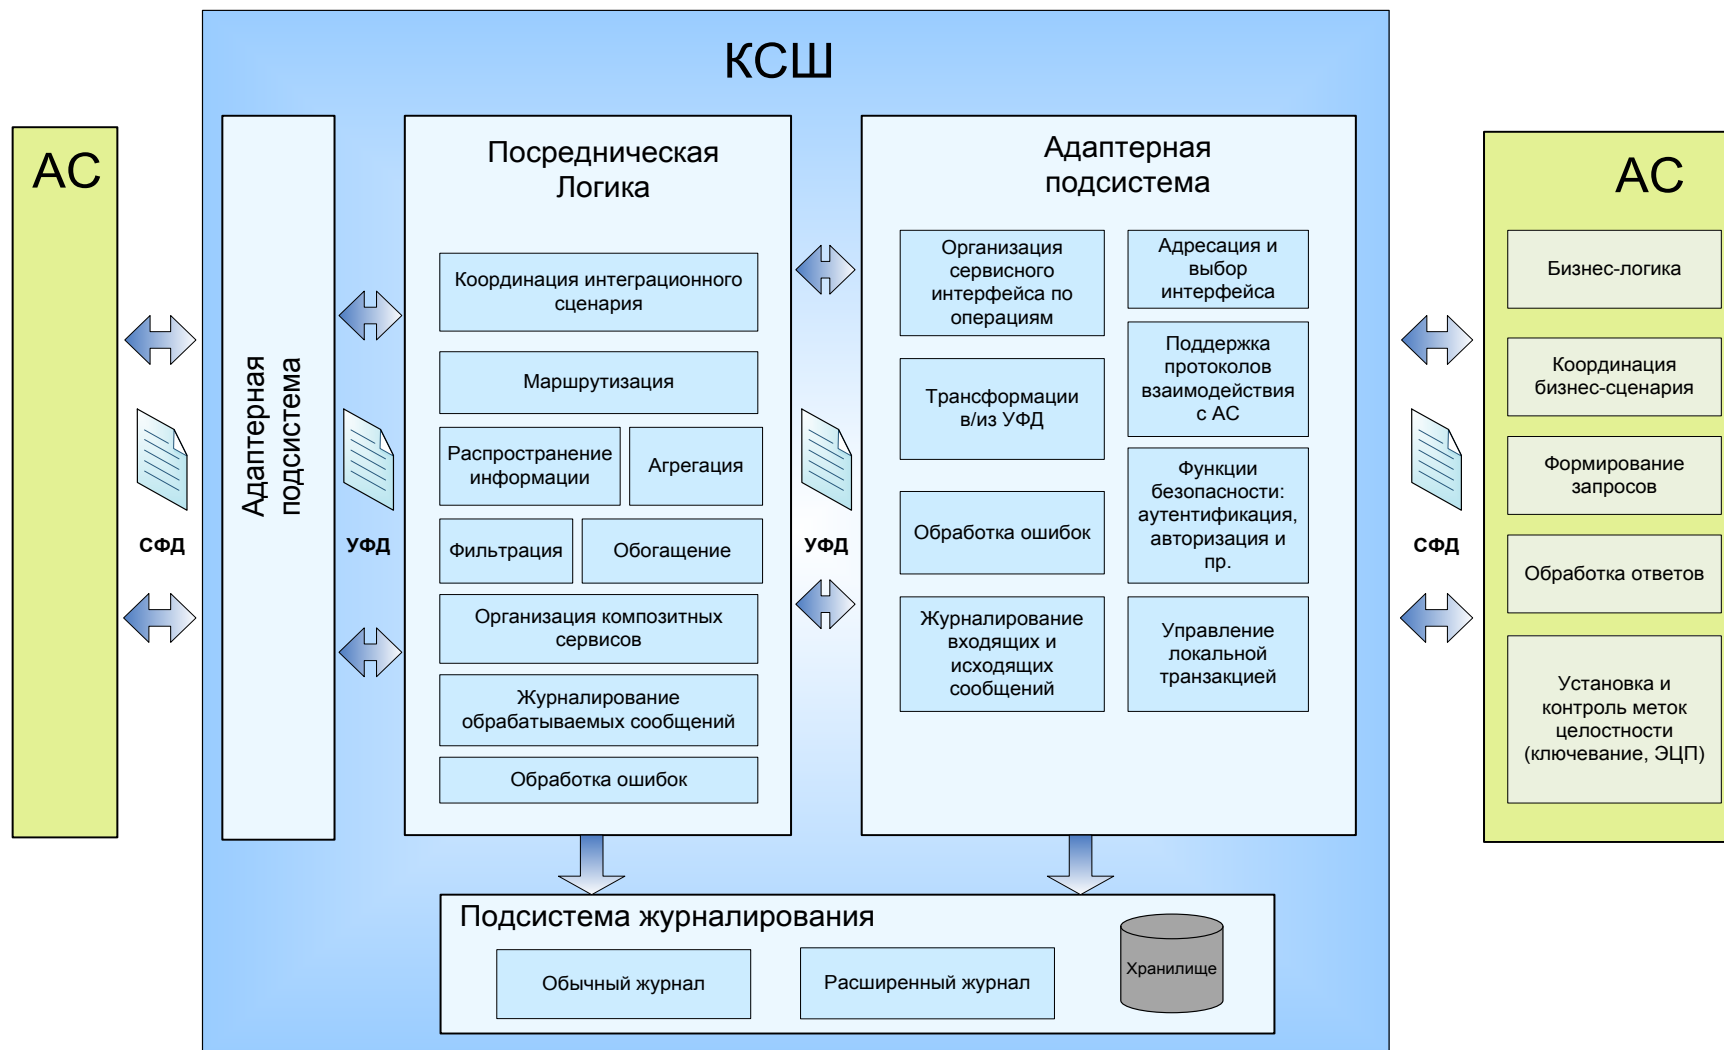 КСШ
АС
СФД
Адаптерная
подсистема
УФД
Посредническая
Логика
Координация интеграционного
сценария
Маршрутизация
Распространение
информации
Агрегация
Фильтрация
Обогащение
Организация композитных
сервисов
Журналирование
обрабатываемых сообщений
Обработка ошибок
УФД
Адаптерная
подсистема
Организация
сервисного
интерфейса по
операциям
Адресация и
выбор
интерфейса
Трансформации
в/из УФД
Поддержка
протоколов
взаимодействия
с АС
Обработка ошибок
Функции
безопасности:
аутентификация,
авторизация и
пр.
Журналирование
входящих и
исходящих
сообщений
Управление
локальной
транзакцией
СФД
АС
Бизнес-логика
Координация
бизнес-сценария
Формирование
запросов
Обработка ответов
Установка и
контроль меток
целостности
(ключевание, ЭЦП)
Подсистема журналирования
Обычный журнал
Расширенный журнал
Хранилище